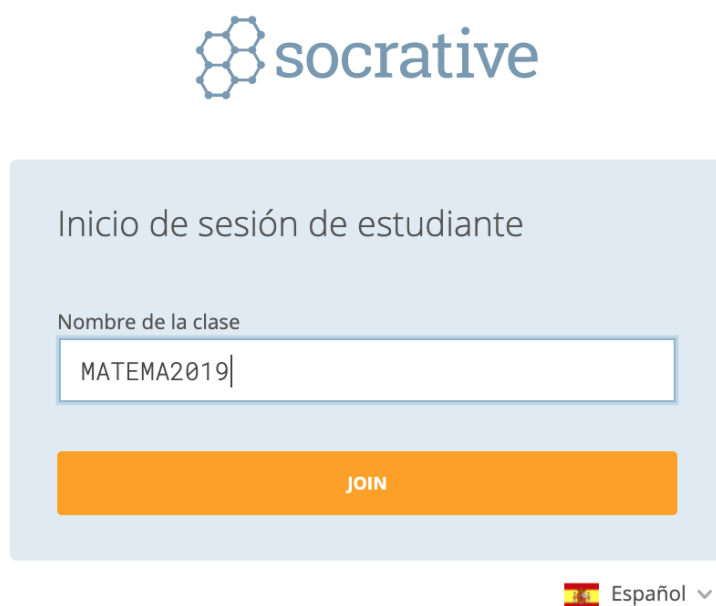 socrative
Inicio de sesión de estudiante
Nombre de la clase
MATEMA2019
JOIN
Español